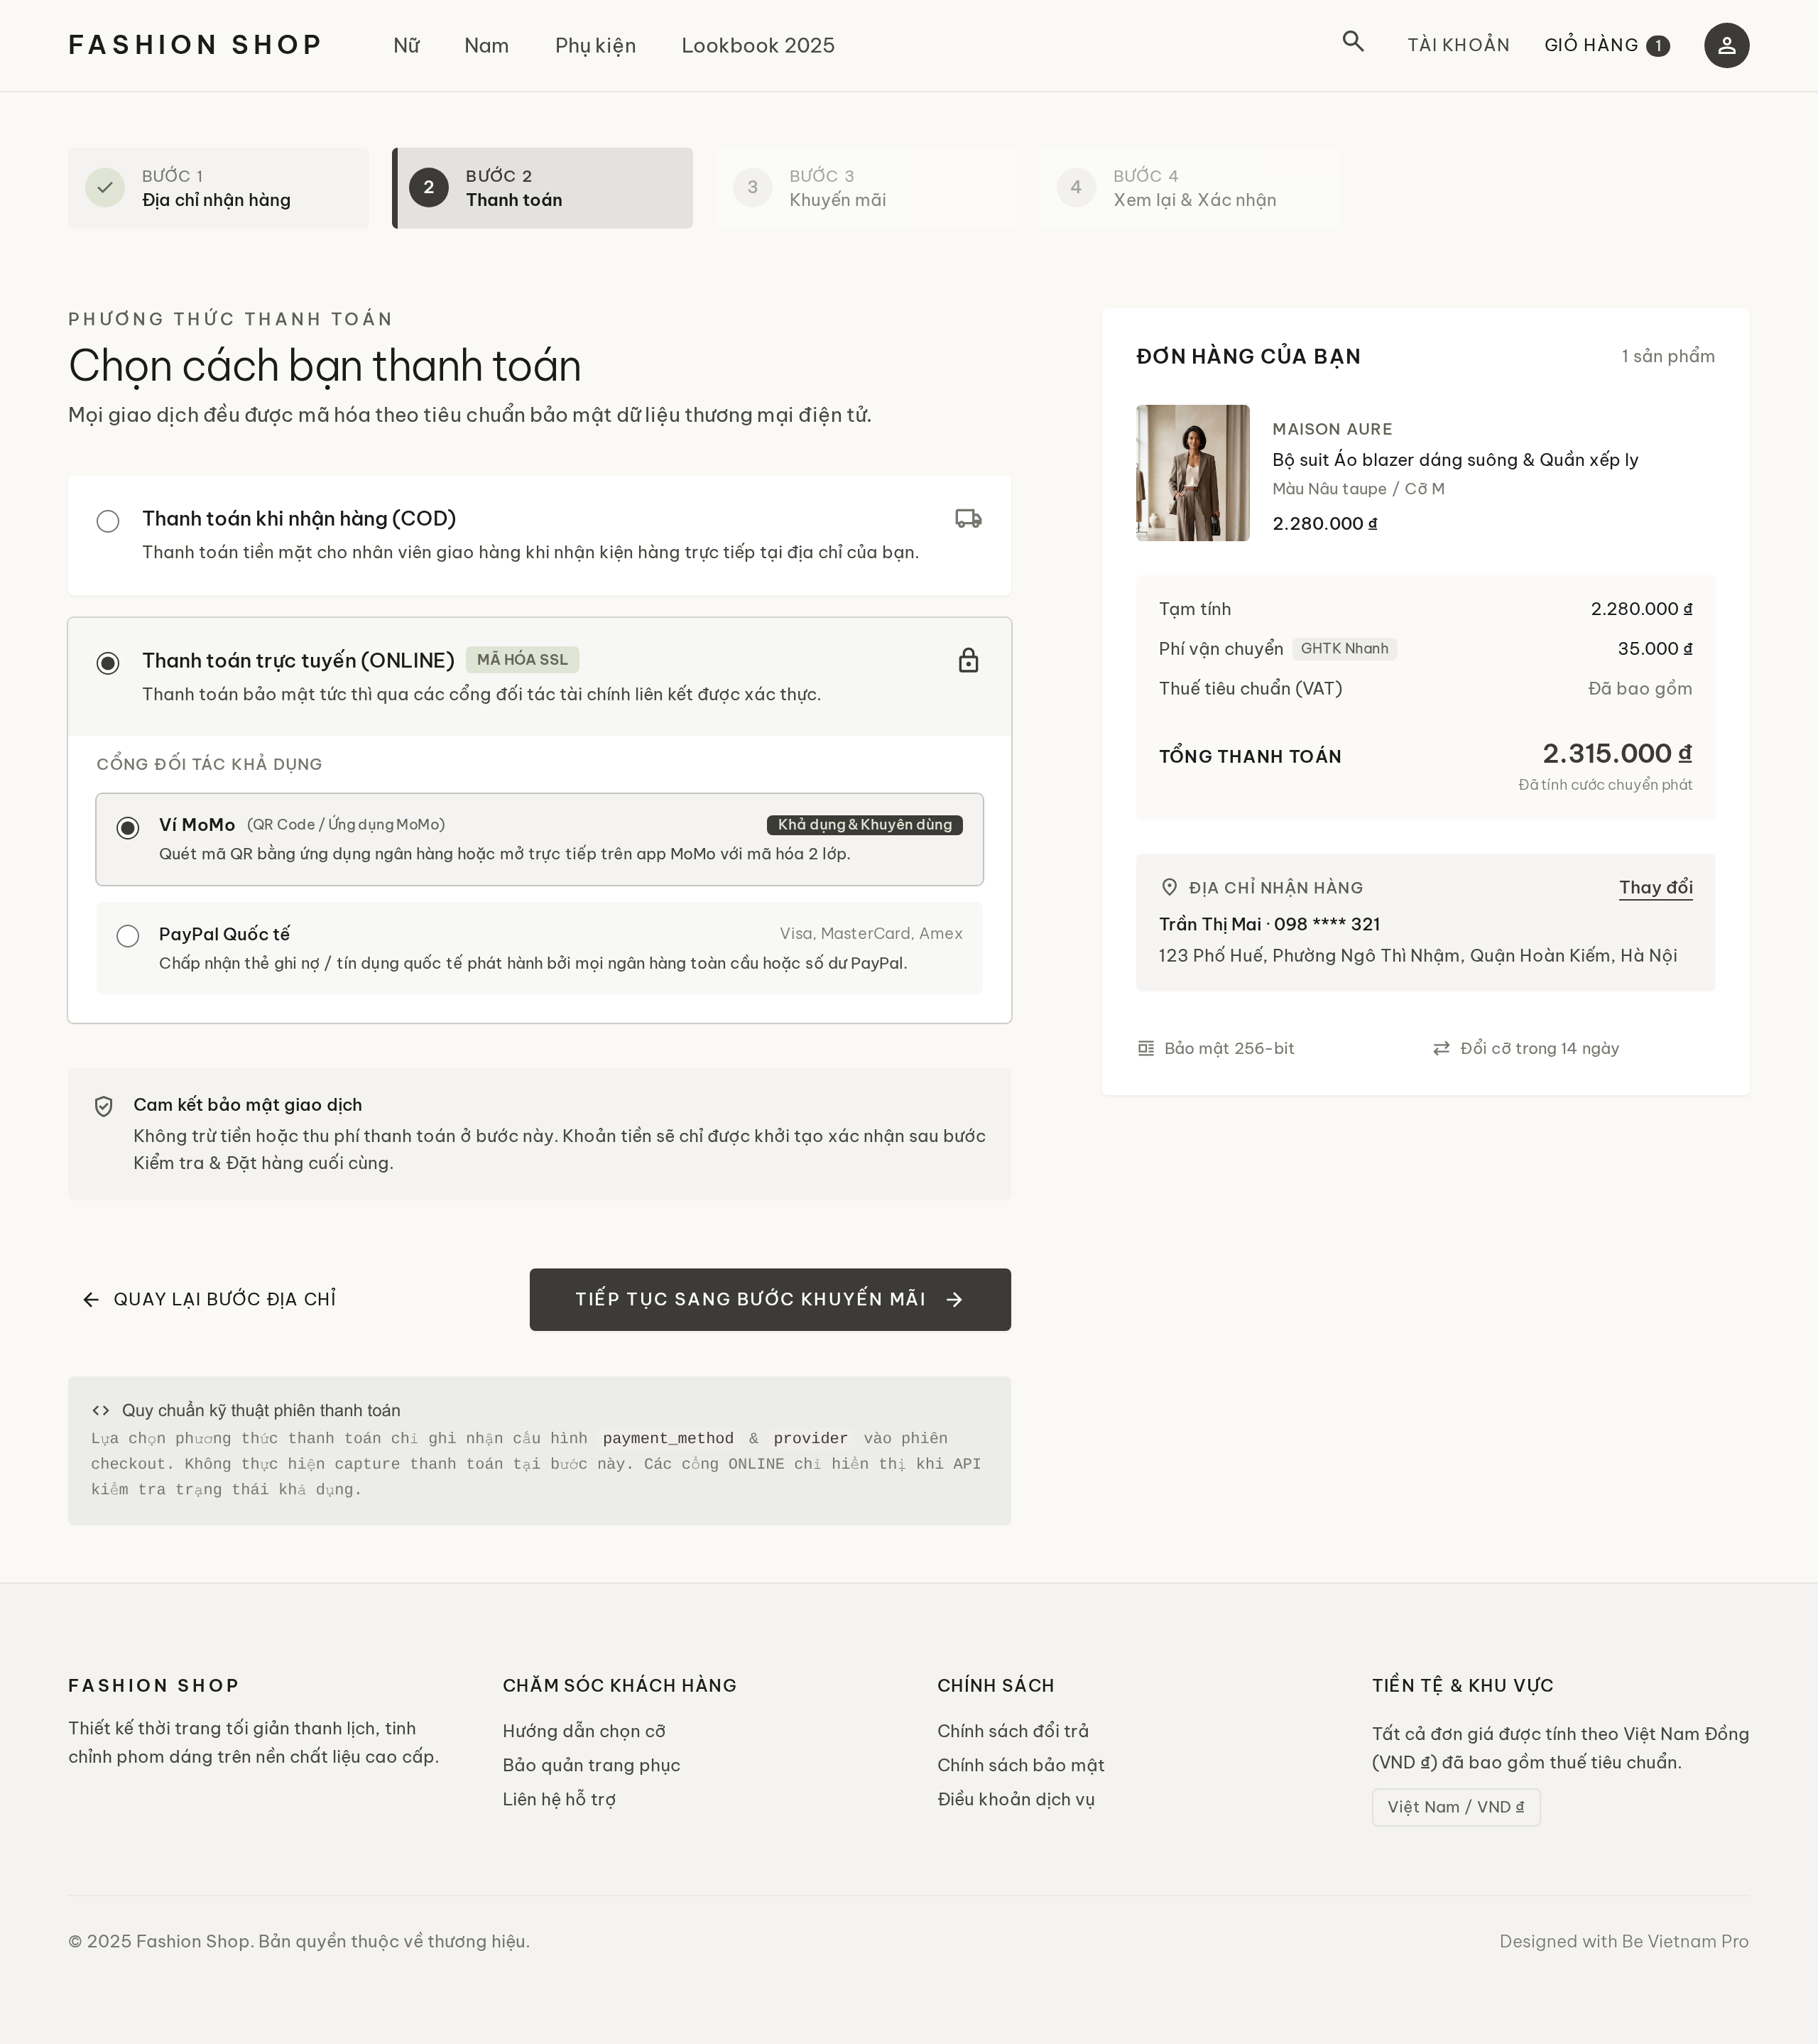 FASHION SHOP
Nữ
Nam
Phụ kiện
Lookbook 2025
TÀI KHOẢN
GIỎ HÀNG 1
BƯỚC 1
Địa chỉ nhận hàng
2
BƯỚC 2
Thanh toán
3
BƯỚC 3
Khuyến mãi
4
BƯỚC 4
Xem lại & Xác nhận
PHƯƠNG THỨC THANH TOÁN
Chọn cách bạn thanh toán
Mọi giao dịch đều được mã hóa theo tiêu chuẩn bảo mật dữ liệu thương mại điện tử.
Thanh toán khi nhận hàng (COD)
Thanh toán tiền mặt cho nhân viên giao hàng khi nhận kiện hàng trực tiếp tại địa chỉ của bạn.
Thanh toán trực tuyến (ONLINE) MÃ HÓA SSL
Thanh toán bảo mật tức thì qua các cổng đối tác tài chính liên kết được xác thực.
CỔNG ĐỐI TÁC KHẢ DỤNG
Ví MoMo (QR Code / Ứng dụng MoMo) Khả dụng & Khuyên dùng
Quét mã QR bằng ứng dụng ngân hàng hoặc mở trực tiếp trên app MoMo với mã hóa 2 lớp.
PayPal Quốc tế Visa, MasterCard, Amex
Chấp nhận thẻ ghi nợ / tín dụng quốc tế phát hành bởi mọi ngân hàng toàn cầu hoặc số dư PayPal.
Cam kết bảo mật giao dịch
Không trừ tiền hoặc thu phí thanh toán ở bước này. Khoản tiền sẽ chỉ được khởi tạo xác nhận sau bước
Kiểm tra & Đặt hàng cuối cùng.
QUAY LẠI BƯỚC ĐỊA CHỈ
TIẾP TỤC SANG BƯỚC KHUYẾN MÃI
Quy chuẩn kỹ thuật phiên thanh toán
Lựa chọn phương thức thanh toán chỉ ghi nhận cấu hình payment_method & provider vào phiên
checkout. Không thực hiện capture thanh toán tại bước này. Các cổng ONLINE chỉ hiển thị khi API
kiểm tra trạng thái khả dụng.
ĐƠN HÀNG CỦA BẠN
1 sản phẩm
MAISON AURE
Bộ suit Áo blazer dáng suông & Quần xếp ly
Màu Nâu taupe / Cỡ M
2.280.000 ₫
Tạm tính 2.280.000 ₫
Phí vận chuyển GHTK Nhanh 35.000 ₫
Thuế tiêu chuẩn (VAT) Đã bao gồm
TỔNG THANH TOÁN 2.315.000 ₫
Đã tính cước chuyển phát
ĐỊA CHỈ NHẬN HÀNG Thay đổi
Trần Thị Mai · 098 **** 321
123 Phố Huế, Phường Ngô Thì Nhậm, Quận Hoàn Kiếm, Hà Nội
Bảo mật 256-bit
Đổi cỡ trong 14 ngày
FASHION SHOP
Thiết kế thời trang tối giản thanh lịch, tinh
chỉnh phom dáng trên nền chất liệu cao cấp.
CHĂM SÓC KHÁCH HÀNG
Hướng dẫn chọn cỡ
Bảo quản trang phục
Liên hệ hỗ trợ
CHÍNH SÁCH
Chính sách đổi trả
Chính sách bảo mật
Điều khoản dịch vụ
TIỀN TỆ & KHU VỰC
Tất cả đơn giá được tính theo Việt Nam Đồng
(VND ₫) đã bao gồm thuế tiêu chuẩn.
Việt Nam / VND ₫
© 2025 Fashion Shop. Bản quyền thuộc về thương hiệu.
Designed with Be Vietnam Pro